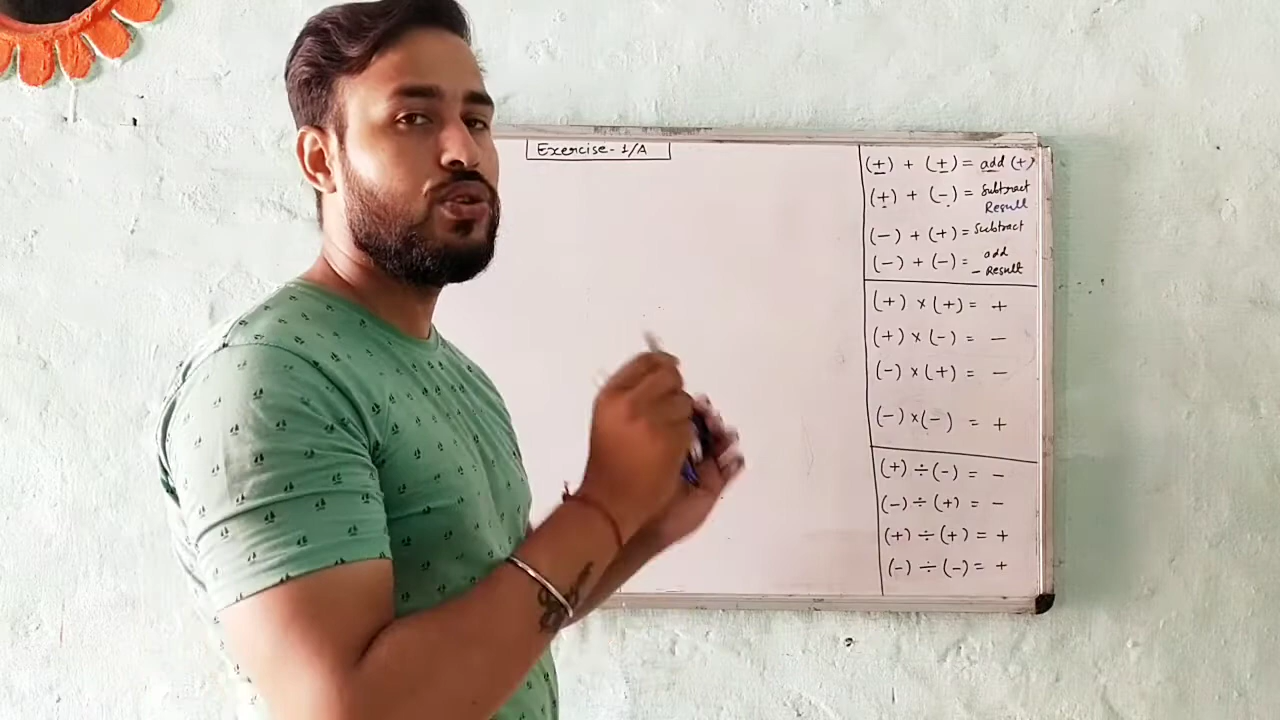 Exercise - 1/A
(+) + (+) = add (+)
(+) + (-) = Subtract
Result
(-) + (+) = Subtract
(-) + (-) = add
- Result
(+) × (+) = +
(+) × (-) = -
(-) × (+) = -
(-) × (-) = +
(+) ÷ (-) = -
(-) ÷ (+) = -
(+) ÷ (+) = +
(-) ÷ (-) = +